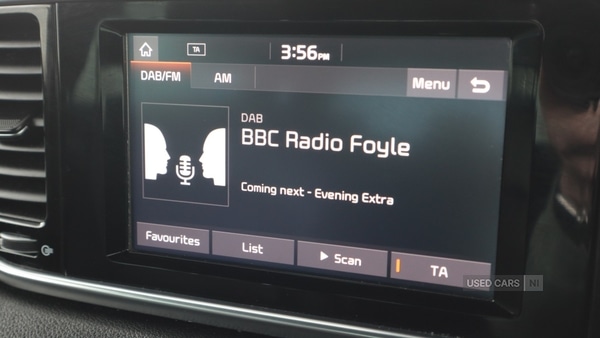 TA
3:56PM
DAB/FM
AM
Menu
DAB
BBC Radio Foyle
Coming next - Evening Extra
Favourites
List
Scan
TA
USED CARS NI